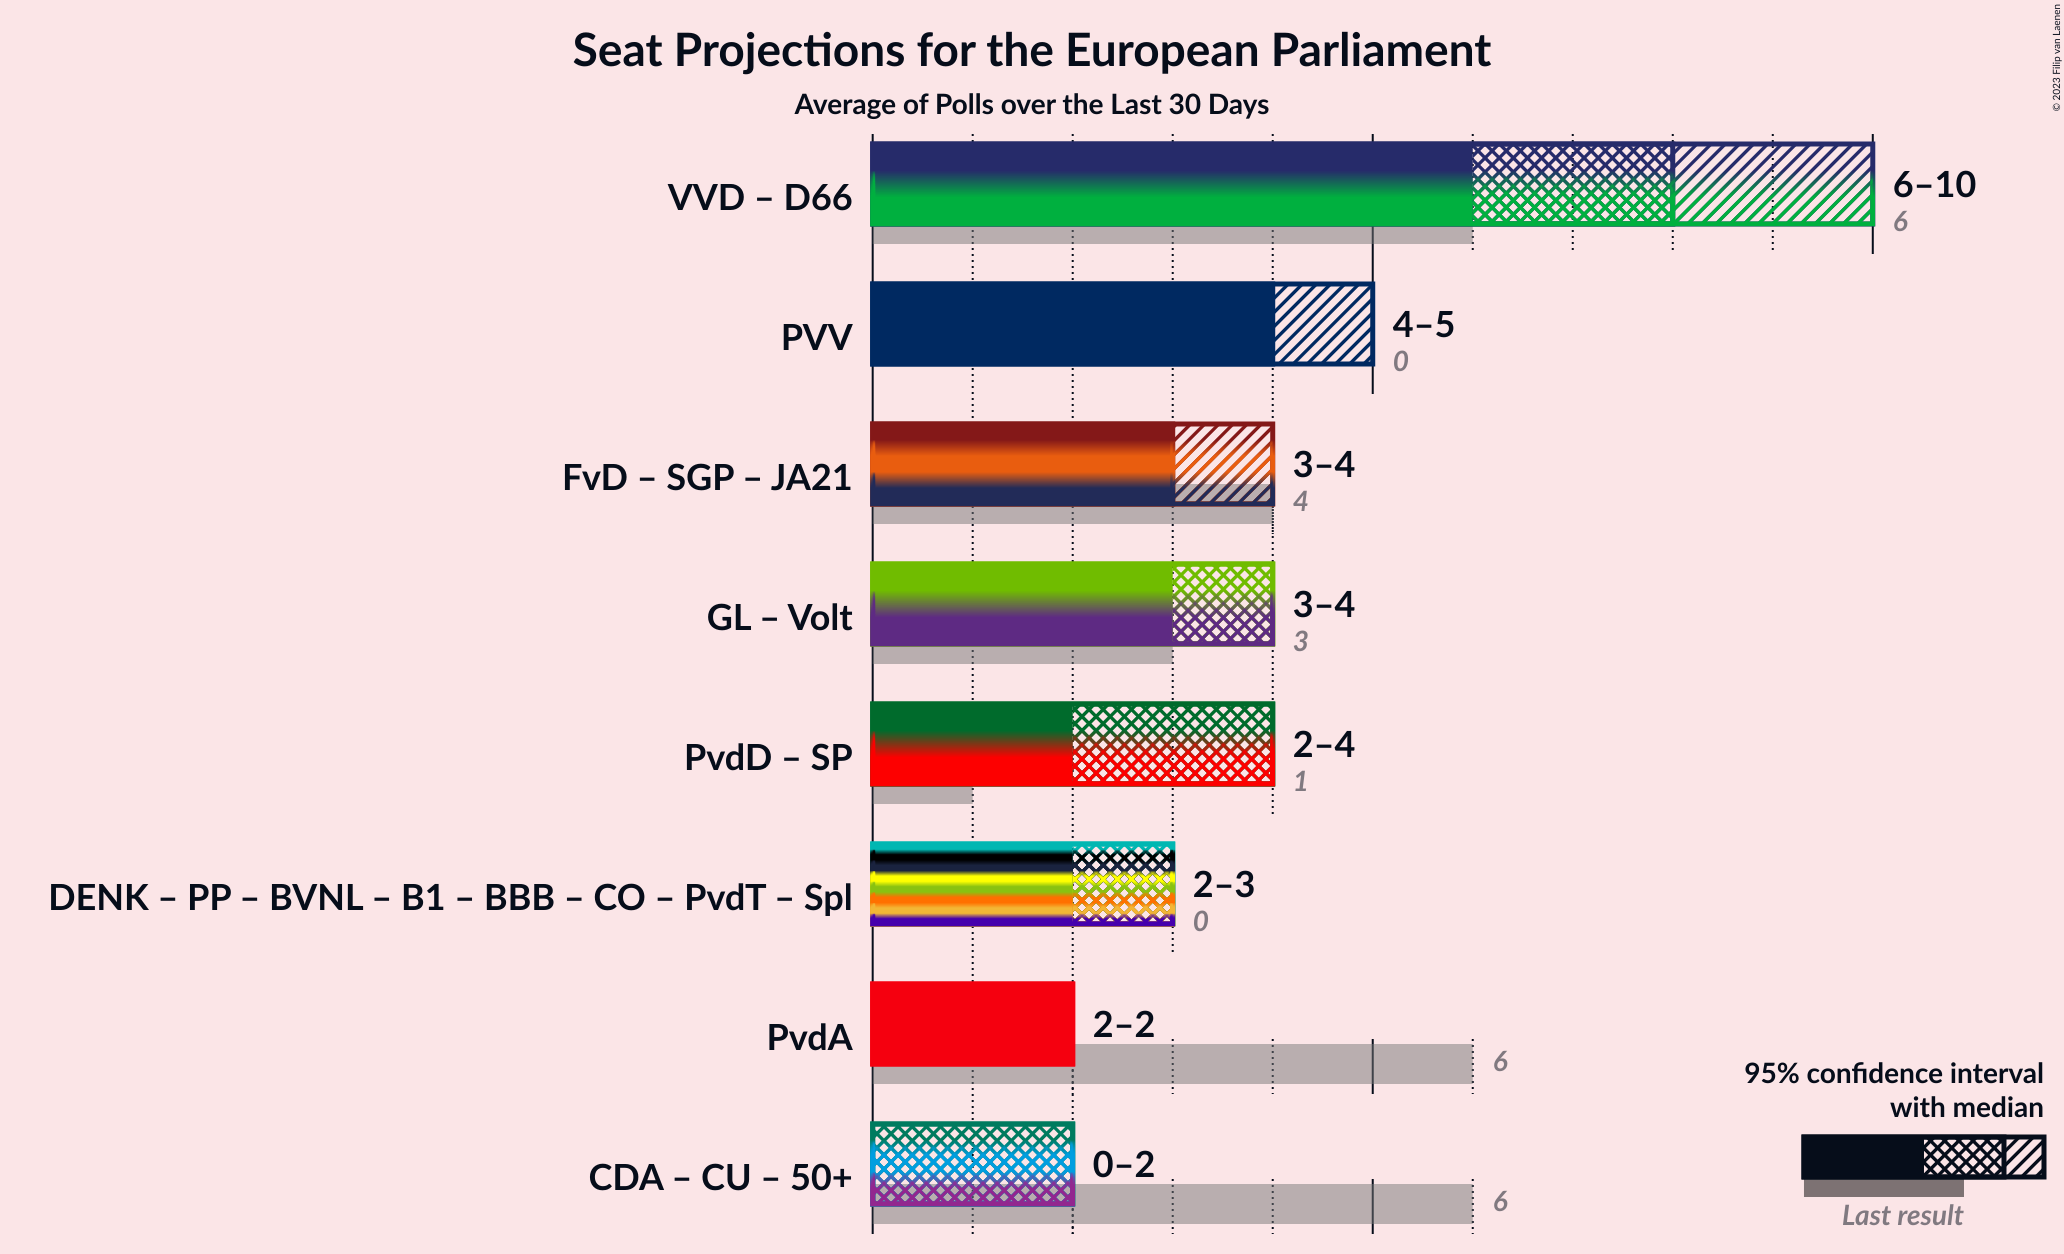 Seat Projections for the European Parliament
Average of Polls over the Last 30 Days
© 2023 Filip van Laenen
VVD – D66
6–10
6
PVV
4–5
0
FvD – SGP – JA21
3–4
4
GL – Volt
3–4
3
PvdD – SP
2–4
1
DENK – PP – BVNL – B1 – BBB – CO – PvdT – Spl
2–3
0
PvdA
2–2
6
CDA – CU – 50+
0–2
6
95% confidence interval
with median
Last result